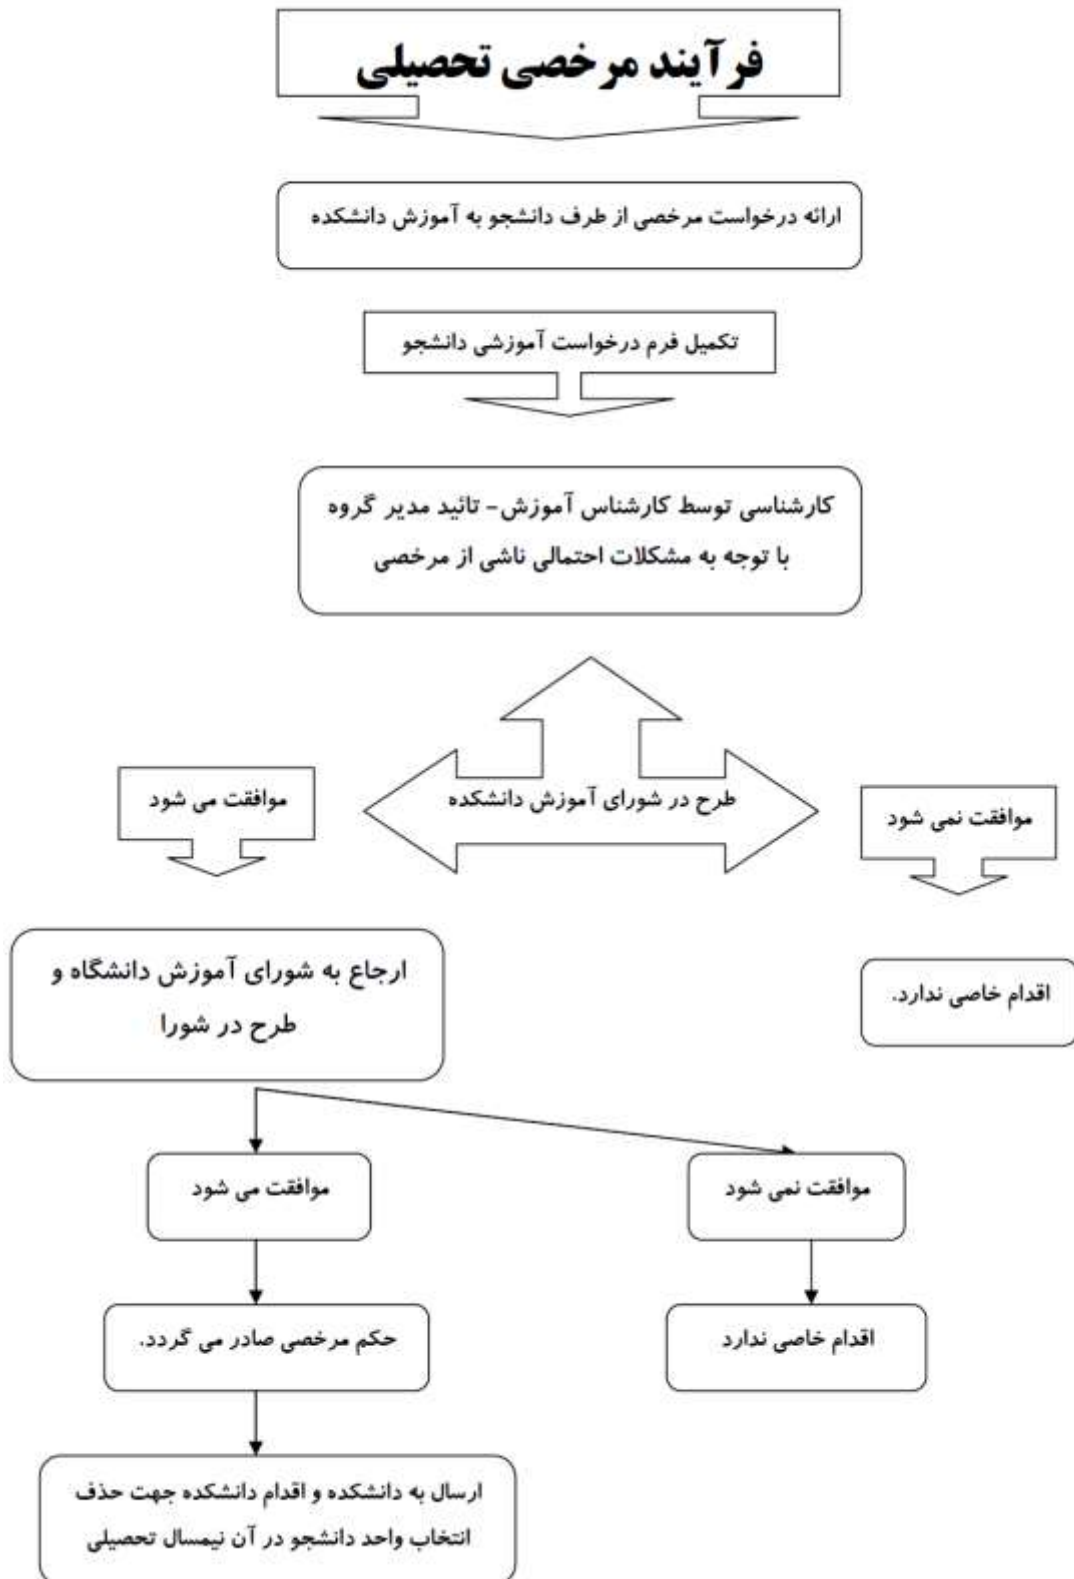 فرآیند مرخصی تحصیلی
ارائه درخواست مرخصی از طرف دانشجو به آموزش دانشکده
تکمیل فرم درخواست آموزشی دانشجو
کارشناسی توسط کارشناس آموزش- تائید مدیر گروه
با توجه به مشکلات احتمالی ناشی از مرخصی
طرح در شورای آموزش دانشکده
موافقت نمی شود
موافقت می شود
اقدام خاصی ندارد.
ارجاع به شورای آموزش دانشگاه و
طرح در شورا
موافقت نمی شود
موافقت می شود
اقدام خاصی ندارد
حکم مرخصی صادر می گردد.
ارسال به دانشکده و اقدام دانشکده جهت حذف
انتخاب واحد دانشجو در آن نیمسال تحصیلی